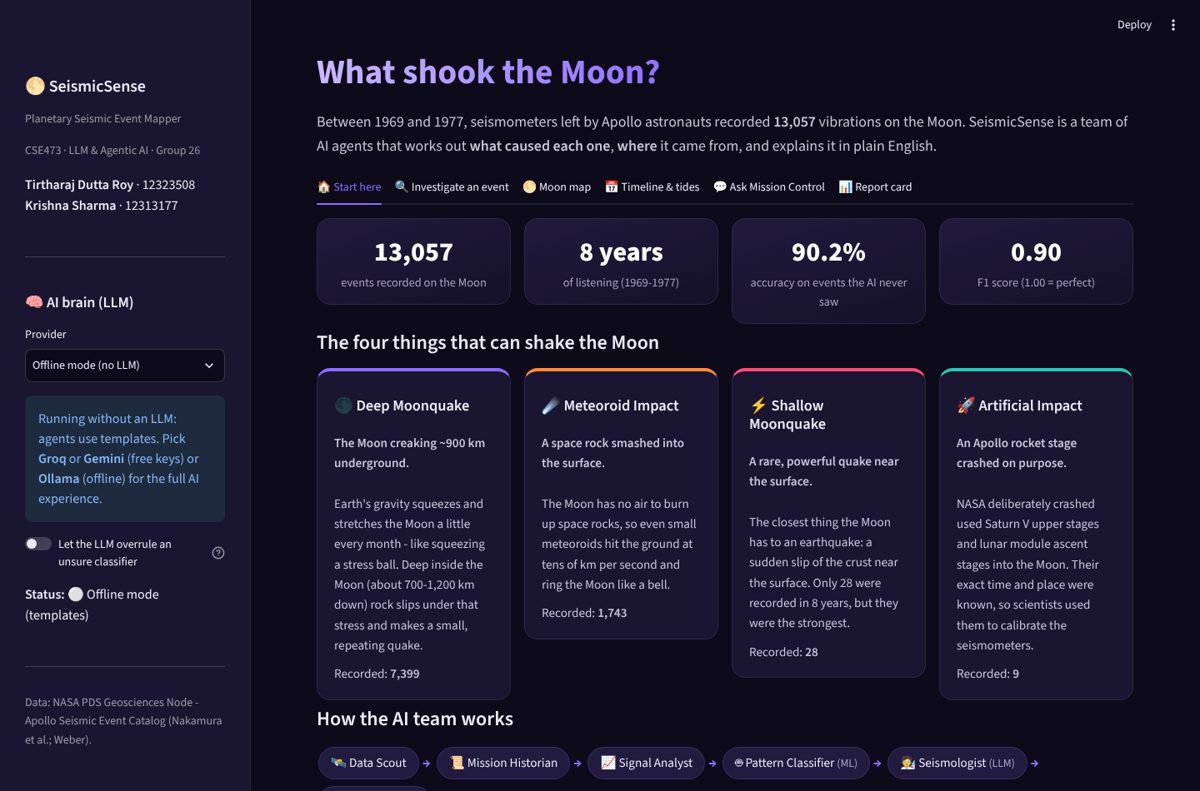 Deploy
🌕 SeismicSense
Planetary Seismic Event Mapper
CSE473 · LLM & Agentic AI · Group 26
Tirtharaj Dutta Roy · 12323508
Krishna Sharma · 12313177
🧠 AI brain (LLM)
Provider
Offline mode (no LLM)
Running without an LLM:
agents use templates. Pick
Groq or Gemini (free keys) or
Ollama (offline) for the full AI
experience.
Let the LLM overrule an
unsure classifier
Status: ⚪ Offline mode
(templates)
Data: NASA PDS Geosciences Node -
Apollo Seismic Event Catalog (Nakamura
et al.; Weber).
What shook the Moon?
Between 1969 and 1977, seismometers left by Apollo astronauts recorded 13,057 vibrations on the Moon. SeismicSense is a team of
AI agents that works out what caused each one, where it came from, and explains it in plain English.
🏠 Start here 🔍 Investigate an event 🌕 Moon map 📅 Timeline & tides 💬 Ask Mission Control 📊 Report card
13,057
events recorded on the Moon
8 years
of listening (1969-1977)
90.2%
accuracy on events the AI never
saw
0.90
F1 score (1.00 = perfect)
The four things that can shake the Moon
🌑 Deep Moonquake
The Moon creaking ~900 km
underground.
Earth's gravity squeezes and
stretches the Moon a little
every month - like squeezing
a stress ball. Deep inside the
Moon (about 700-1,200 km
down) rock slips under that
stress and makes a small,
repeating quake.
Recorded: 7,399
☄️ Meteoroid Impact
A space rock smashed into
the surface.
The Moon has no air to burn
up space rocks, so even small
meteoroids hit the ground at
tens of km per second and
ring the Moon like a bell.
Recorded: 1,743
⚡ Shallow
Moonquake
A rare, powerful quake near
the surface.
The closest thing the Moon
has to an earthquake: a
sudden slip of the crust near
the surface. Only 28 were
recorded in 8 years, but they
were the strongest.
Recorded: 28
🚀 Artificial Impact
An Apollo rocket stage
crashed on purpose.
NASA deliberately crashed
used Saturn V upper stages
and lunar module ascent
stages into the Moon. Their
exact time and place were
known, so scientists used
them to calibrate the
seismometers.
Recorded: 9
How the AI team works
🛰️ Data Scout → 📜 Mission Historian → 📈 Signal Analyst → Pattern Classifier (ML) → 🧑‍🔬 Seismologist (LLM) →